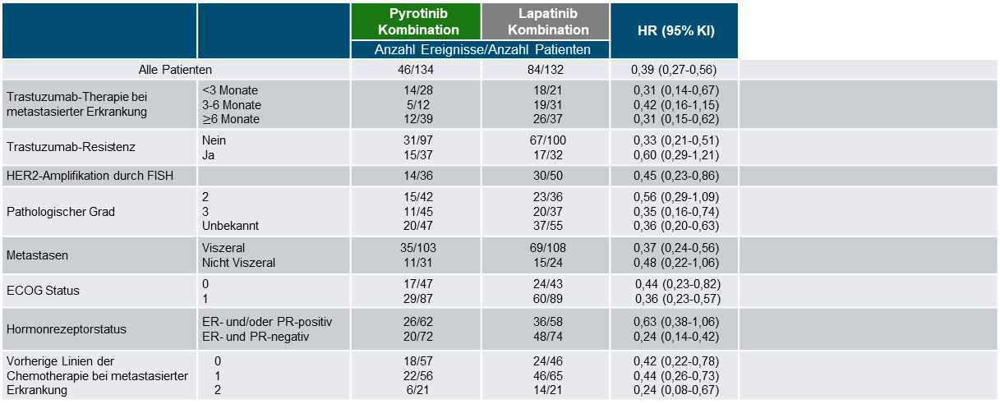 Pyrotinib Kombination Lapatinib Kombination HR (95% KI)
Anzahl Ereignisse/Anzahl Patienten
Alle Patienten 46/134 84/132 0,39 (0,27-0,56)
Trastuzumab-Therapie bei metastasierter Erkrankung <3 Monate 14/28 18/21 0,31 (0,14-0,67)
3-6 Monate 5/12 19/31 0,42 (0,16-1,15)
≥6 Monate 12/39 26/37 0,31 (0,15-0,62)
Trastuzumab-Resistenz Nein 31/97 67/100 0,33 (0,21-0,51)
Ja 15/37 17/32 0,60 (0,29-1,21)
HER2-Amplifikation durch FISH 14/36 30/50 0,45 (0,23-0,86)
Pathologischer Grad 2 15/42 23/36 0,56 (0,29-1,09)
3 11/45 20/37 0,35 (0,16-0,74)
Unbekannt 20/47 37/55 0,36 (0,20-0,63)
Metastasen Viszeral 35/103 69/108 0,37 (0,24-0,56)
Nicht Viszeral 11/31 15/24 0,48 (0,22-1,06)
ECOG Status 0 17/47 24/43 0,44 (0,23-0,82)
1 29/87 60/89 0,36 (0,23-0,57)
Hormonrezeptorstatus ER- und/oder PR-positiv 26/62 36/58 0,63 (0,38-1,06)
ER- und PR-negativ 20/72 48/74 0,24 (0,14-0,42)
Vorherige Linien der Chemotherapie bei metastasierter Erkrankung 0 18/57 24/46 0,42 (0,22-0,78)
1 22/56 46/65 0,44 (0,26-0,73)
2 6/21 14/21 0,24 (0,08-0,67)